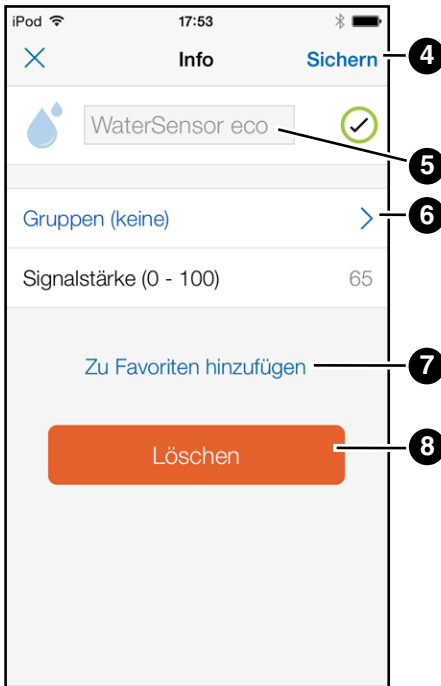 iPod 17:53
Info Sichern 4
WaterSensor eco
5
Gruppen (keine) 6
Signalstärke (0 - 100) 65
Zu Favoriten hinzufügen 7
Löschen 8